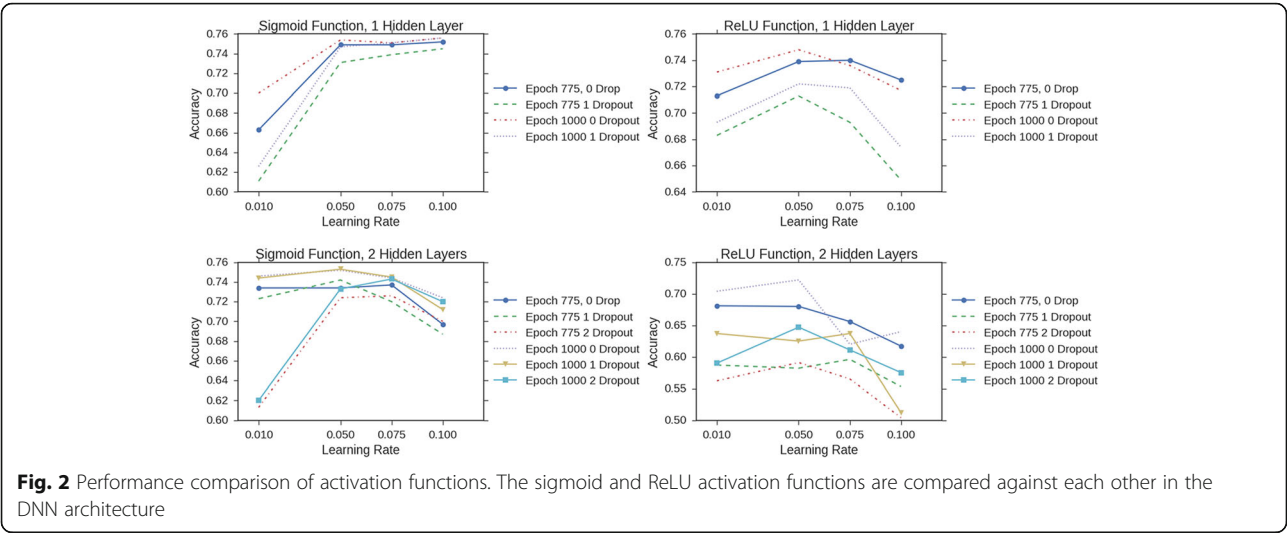 Sigmoid Function, 1 Hidden Layer
0.76
0.74
0.72
0.70
0.68
0.66
0.64
0.62
0.60
Accuracy
0.010 0.050 0.075 0.100
Learning Rate
Epoch 775, 0 Drop
Epoch 775 1 Dropout
Epoch 1000 0 Dropout
Epoch 1000 1 Dropout
ReLU Function, 1 Hidden Layer
0.76
0.74
0.72
0.70
0.68
0.66
0.64
Accuracy
0.010 0.050 0.075 0.100
Learning Rate
Epoch 775, 0 Drop
Epoch 775 1 Dropout
Epoch 1000 0 Dropout
Epoch 1000 1 Dropout
Sigmoid Function, 2 Hidden Layers
0.76
0.74
0.72
0.70
0.68
0.66
0.64
0.62
0.60
Accuracy
0.010 0.050 0.075 0.100
Learning Rate
Epoch 775, 0 Drop
Epoch 775 1 Dropout
Epoch 775 2 Dropout
Epoch 1000 0 Dropout
Epoch 1000 1 Dropout
Epoch 1000 2 Dropout
ReLU Function, 2 Hidden Layers
0.75
0.70
0.65
0.60
0.55
0.50
Accuracy
0.010 0.050 0.075 0.100
Learning Rate
Epoch 775, 0 Drop
Epoch 775 1 Dropout
Epoch 775 2 Dropout
Epoch 1000 0 Dropout
Epoch 1000 1 Dropout
Epoch 1000 2 Dropout
Fig. 2 Performance comparison of activation functions. The sigmoid and ReLU activation functions are compared against each other in the
DNN architecture